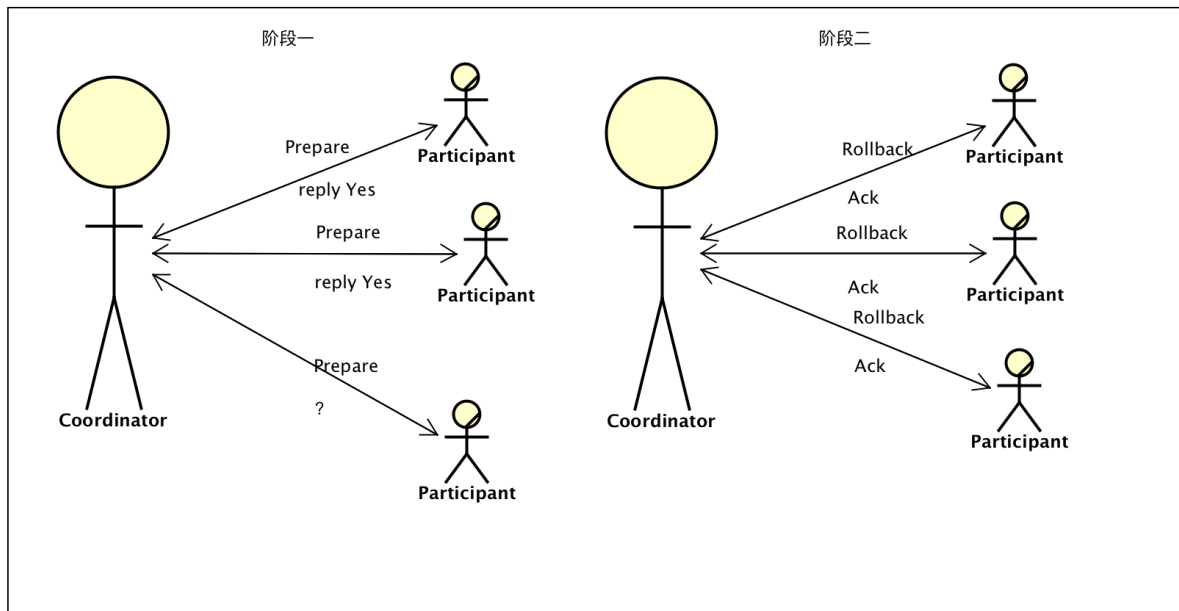 阶段一
Prepare
reply Yes
Participant
Prepare
reply Yes
Participant
Prepare
?
Participant
Coordinator
阶段二
Rollback
Ack
Participant
Rollback
Ack
Participant
Rollback
Ack
Participant
Coordinator